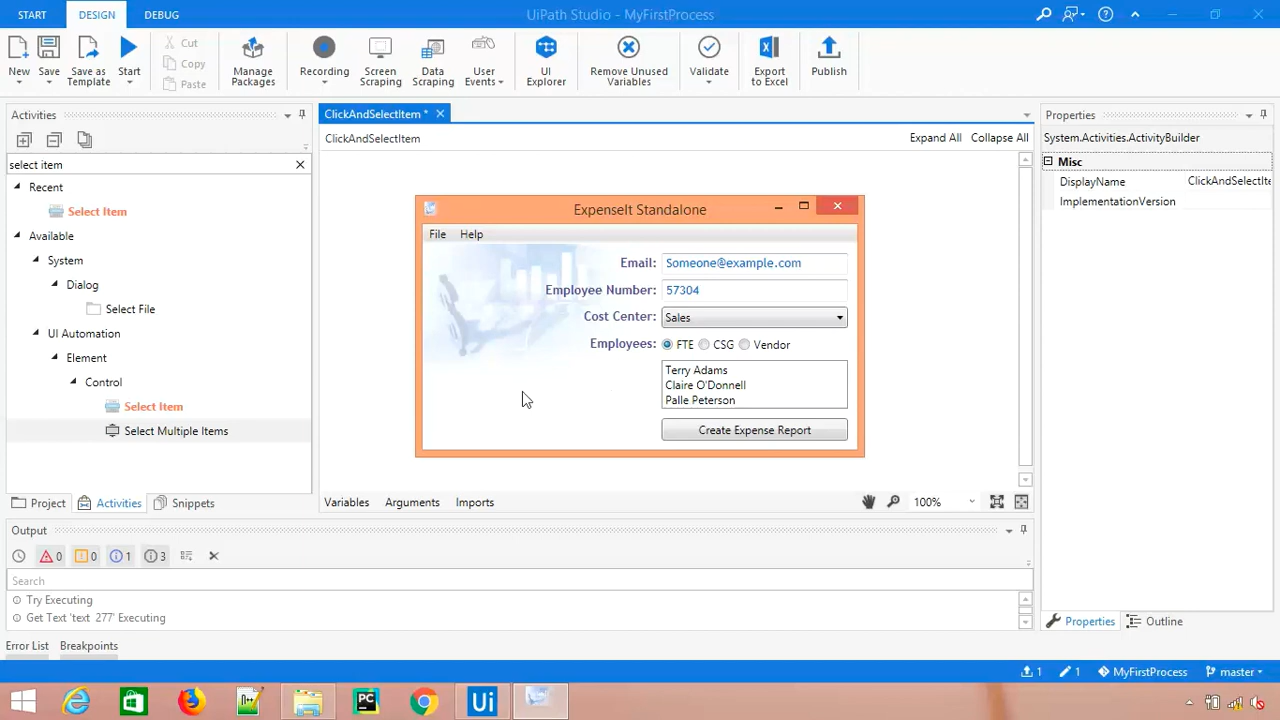 START
DESIGN
DEBUG
UiPath Studio - MyFirstProcess
New
Save
Save as Template
Start
Cut
Copy
Paste
Manage Packages
Recording
Screen Scraping
Data Scraping
User Events
UI Explorer
Remove Unused Variables
Validate
Export to Excel
Publish
Activities
select item
Recent
Select Item
Available
System
Dialog
Select File
UI Automation
Element
Control
Select Item
Select Multiple Items
Project
Activities
Snippets
ClickAndSelectItem *
ClickAndSelectItem
Expand All
Collapse All
ExpenseIt Standalone
File
Help
Email: Someone@example.com
Employee Number: 57304
Cost Center: Sales
Employees: FTE CSG Vendor
Terry Adams
Claire O'Donnell
Palle Peterson
Create Expense Report
Variables
Arguments
Imports
100%
Properties
System.Activities.ActivityBuilder
Misc
DisplayName ClickAndSelectIte
ImplementationVersion
Properties
Outline
Output
0
0
1
3
Search
Try Executing
Get Text 'text 277' Executing
Error List
Breakpoints
1
1
MyFirstProcess
master
Ui
PC